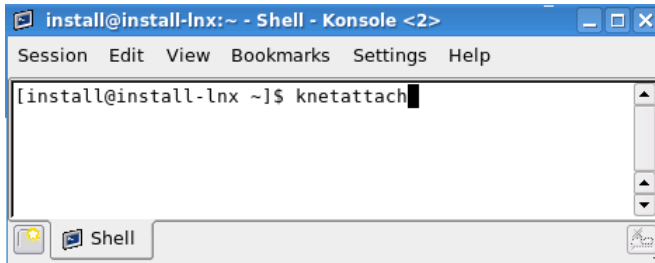 install@install-lnx:~ - Shell - Konsole <2>
Session Edit View Bookmarks Settings Help
[install@install-lnx ~]$ knetattach
Shell